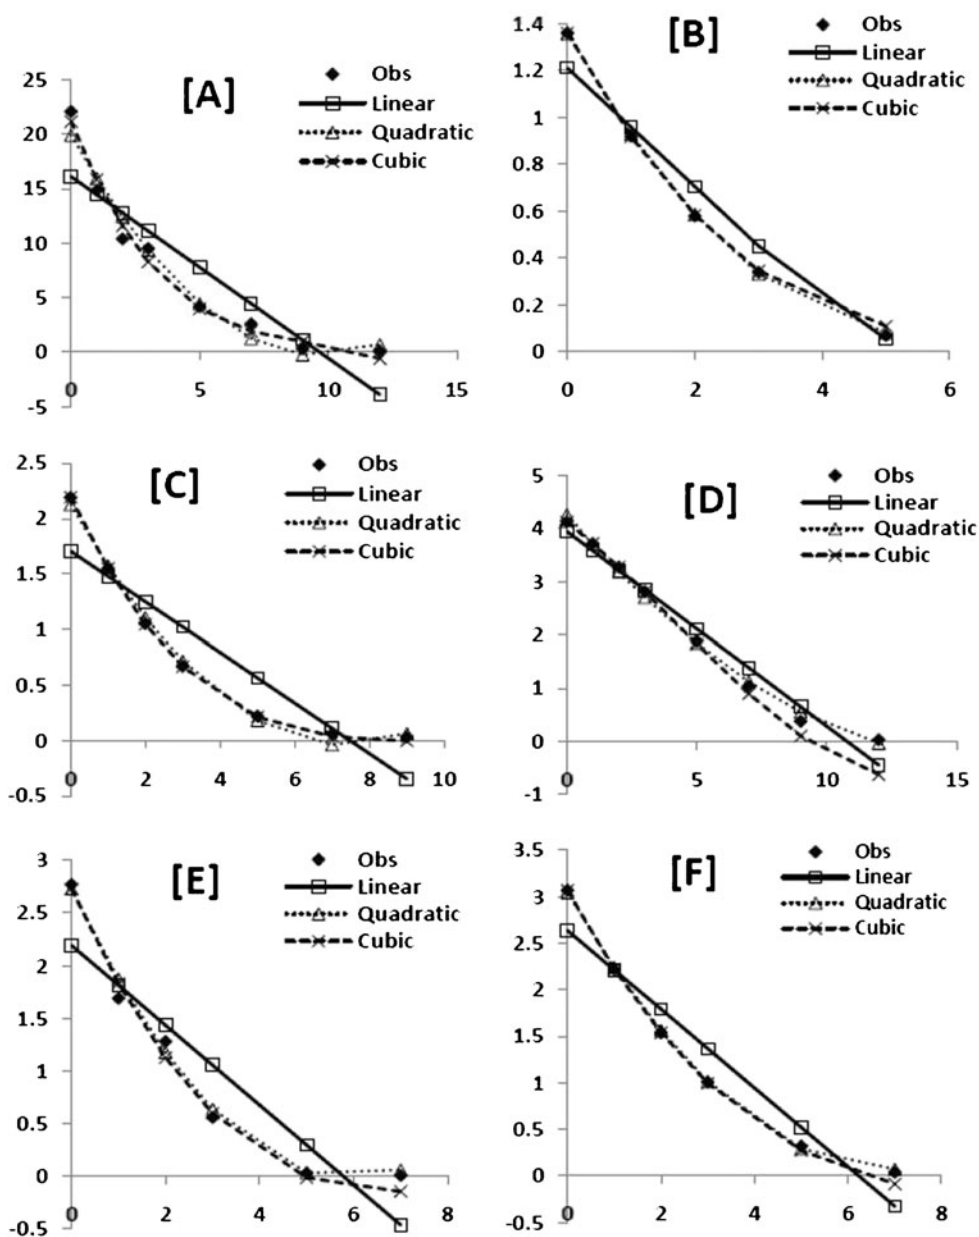 [A]
Obs
Linear
Quadratic
Cubic
25
20
15
10
5
0
-5
0 5 10 15
[B]
Obs
Linear
Quadratic
Cubic
1.4
1.2
1
0.8
0.6
0.4
0.2
0
0 2 4 6
[C]
Obs
Linear
Quadratic
Cubic
2.5
2
1.5
1
0.5
0
-0.5
0 2 4 6 8 10
[D]
Obs
Linear
Quadratic
Cubic
5
4
3
2
1
0
-1
0 5 10 15
[E]
Obs
Linear
Quadratic
Cubic
3
2.5
2
1.5
1
0.5
0
-0.5
0 2 4 6 8
[F]
Obs
Linear
Quadratic
Cubic
3.5
3
2.5
2
1.5
1
0.5
0
-0.5
0 2 4 6 8